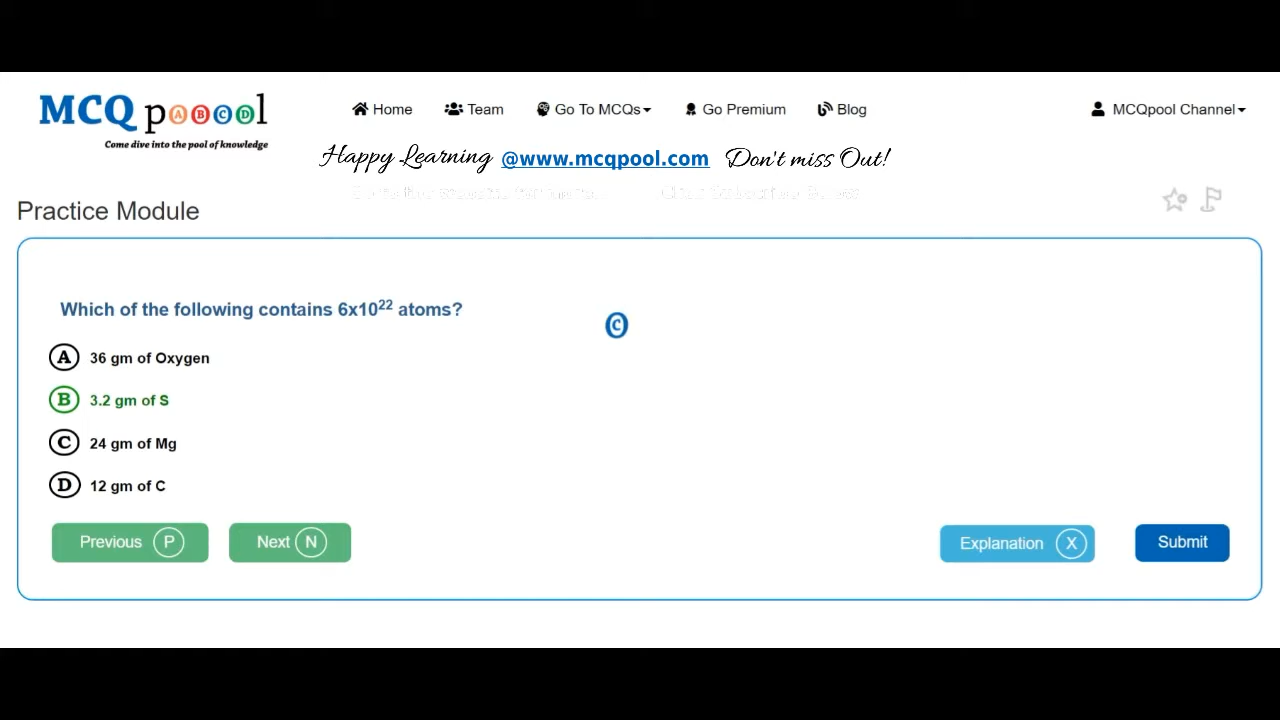 MCQ pABCDl
Come dive into the pool of knowledge
Home Team Go To MCQs Go Premium Blog MCQpool Channel
Happy Learning @www.mcqpool.com Don't miss Out!
Practice Module
Which of the following contains 6x10²² atoms?
C
A 36 gm of Oxygen
B 3.2 gm of S
C 24 gm of Mg
D 12 gm of C
Previous P Next N Explanation X Submit